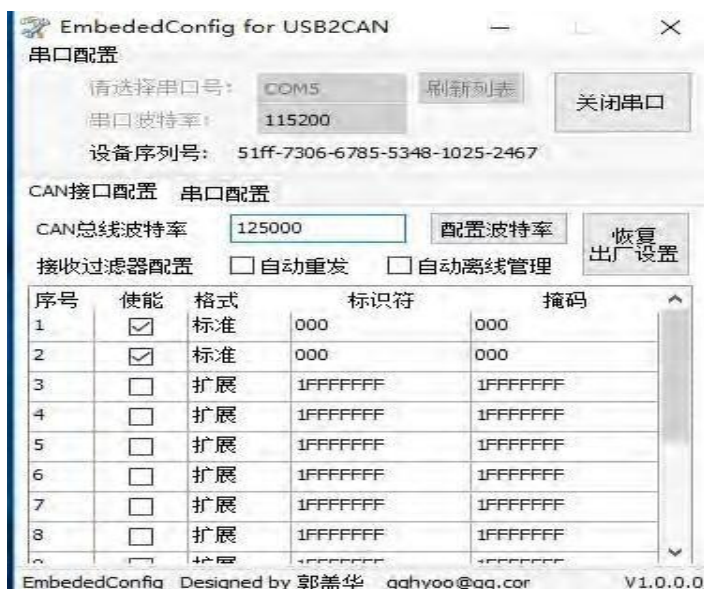 EmbededConfig for USB2CAN
串口配置
请选择串口号: COM5 刷新列表
关闭串口
串口波特率: 115200
设备序列号: 51ff-7306-6785-5348-1025-2467
CAN接口配置 串口配置
CAN总线波特率 125000 配置波特率
恢复
出厂设置
接收过滤器配置 自动重发 自动离线管理
序号 使能 格式 标识符 掩码
1 标准 000 000
2 标准 000 000
3 扩展 1FFFFFFF 1FFFFFFF
4 扩展 1FFFFFFF 1FFFFFFF
5 扩展 1FFFFFFF 1FFFFFFF
6 扩展 1FFFFFFF 1FFFFFFF
7 扩展 1FFFFFFF 1FFFFFFF
8 扩展 1FFFFFFF 1FFFFFFF
EmbededConfig Designed by 郭盖华 qghyoo@qq.cor V1.0.0.0